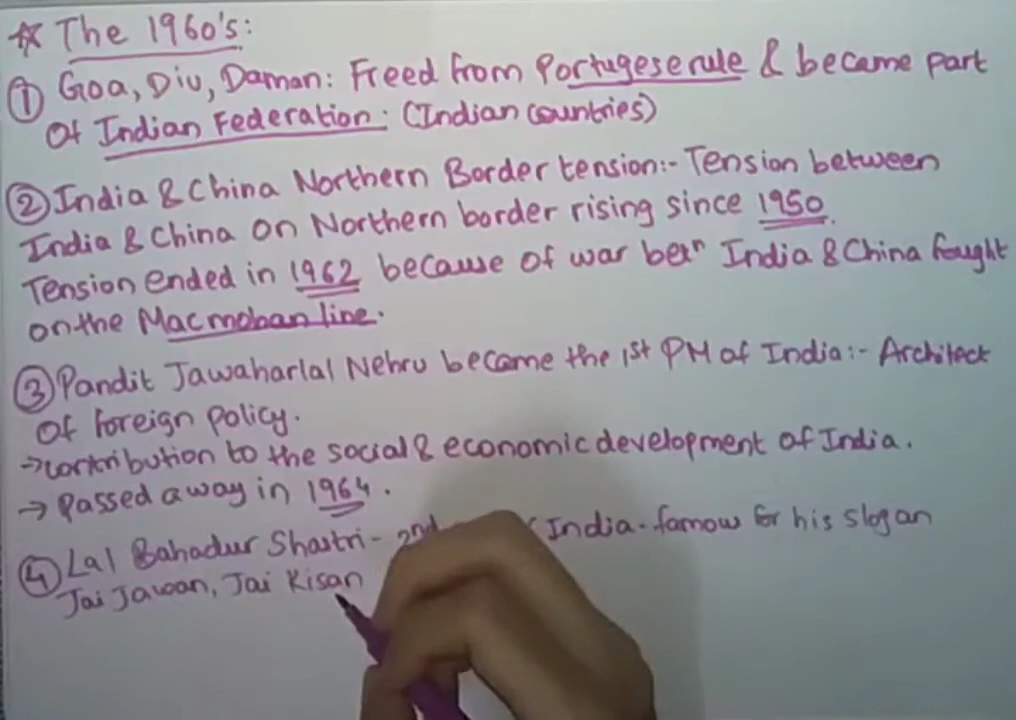 ☆ The 1960's:
① Goa, Diu, Daman: Freed from Portugese rule & became part
Of Indian Federation: (Indian Countries)
② India & China Northern Border tension:- Tension between
India & China on Northern border rising since 1950.
Tension ended in 1962 because of war betn India & China fought
on the Macmohan line.
③ Pandit Jawaharlal Nehru became the 1st PM of India:- Architect
Of foreign policy.
→ contribution to the social & economic development of India.
→ Passed away in 1964.
④ Lal Bahadur Shastri - 2nd India - famous for his slogan
Jai Jawan, Jai Kisan